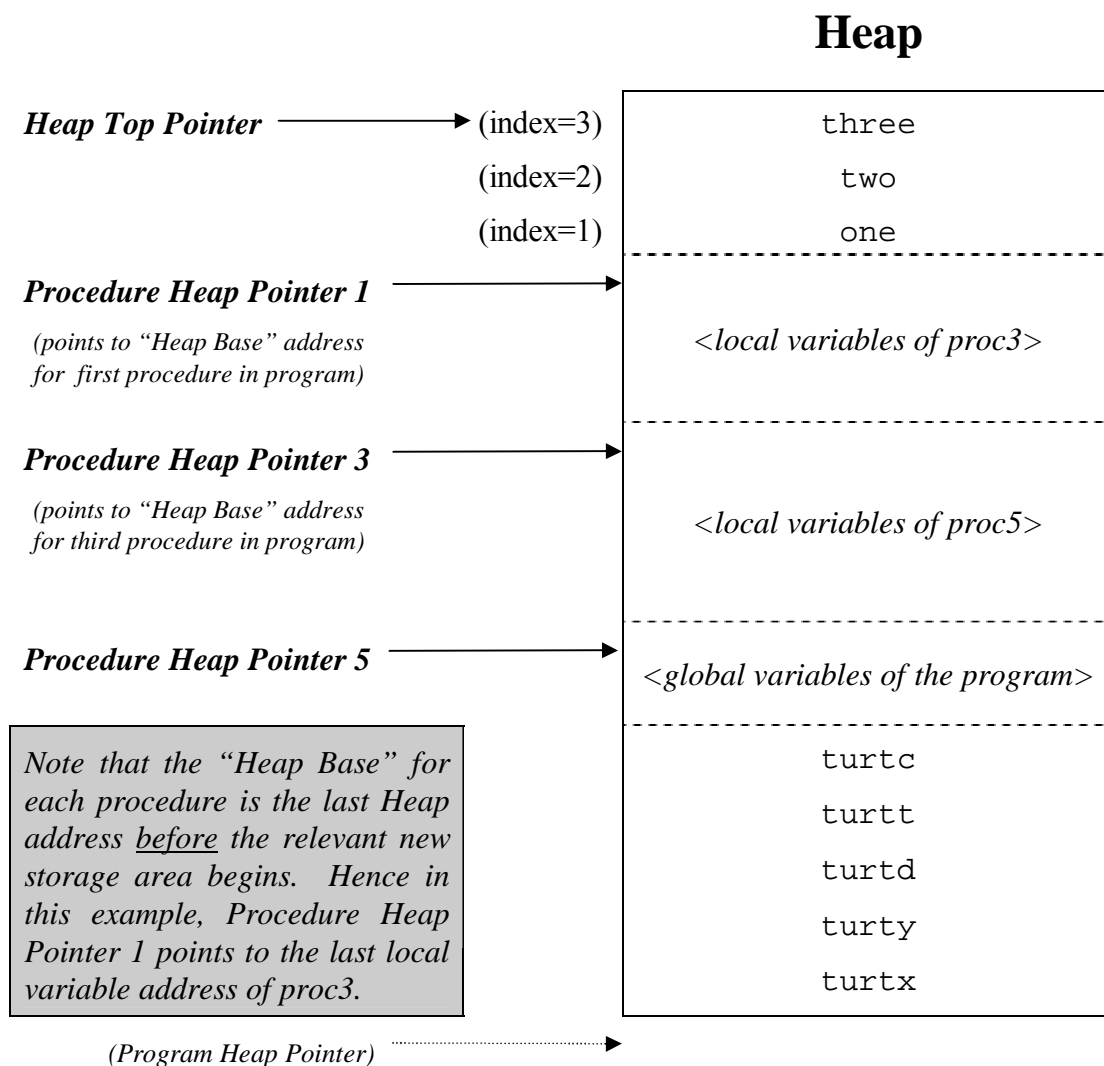 Heap
Heap Top Pointer (index=3) three
(index=2) two
(index=1) one
Procedure Heap Pointer 1
(points to “Heap Base” address
for first procedure in program)
<local variables of proc3>
Procedure Heap Pointer 3
(points to “Heap Base” address
for third procedure in program)
<local variables of proc5>
Procedure Heap Pointer 5
<global variables of the program>
Note that the “Heap Base” for
each procedure is the last Heap
address before the relevant new
storage area begins. Hence in
this example, Procedure Heap
Pointer 1 points to the last local
variable address of proc3.
turtc
turtt
turtd
turty
turtx
(Program Heap Pointer)